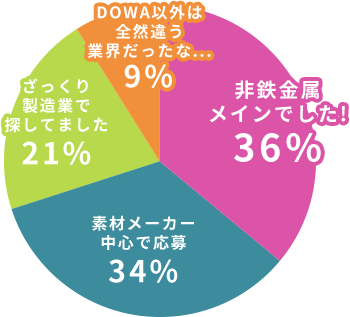 DOWA以外は
全然違う
業界だったな...
9%
非鉄金属
メインでした!
36%
ざっくり
製造業で
探してました
21%
素材メーカー
中心で応募
34%